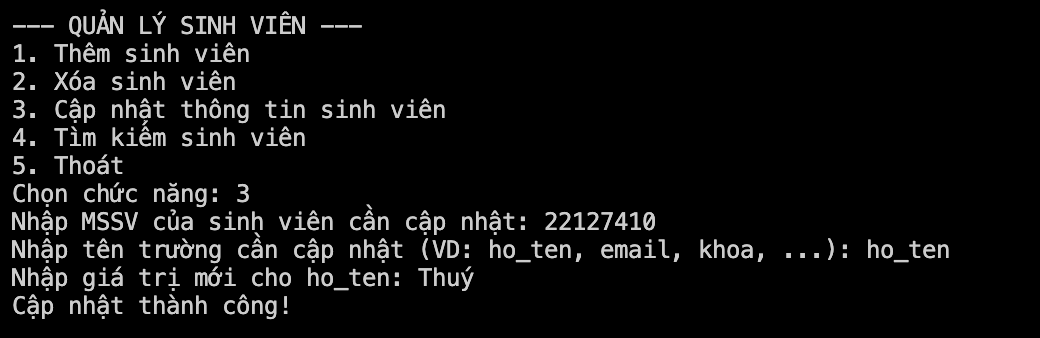 --- QUẢN LÝ SINH VIÊN ---
1. Thêm sinh viên
2. Xóa sinh viên
3. Cập nhật thông tin sinh viên
4. Tìm kiếm sinh viên
5. Thoát
Chọn chức năng: 3
Nhập MSSV của sinh viên cần cập nhật: 22127410
Nhập tên trường cần cập nhật (VD: ho_ten, email, khoa, ...): ho_ten
Nhập giá trị mới cho ho_ten: Thuý
Cập nhật thành công!